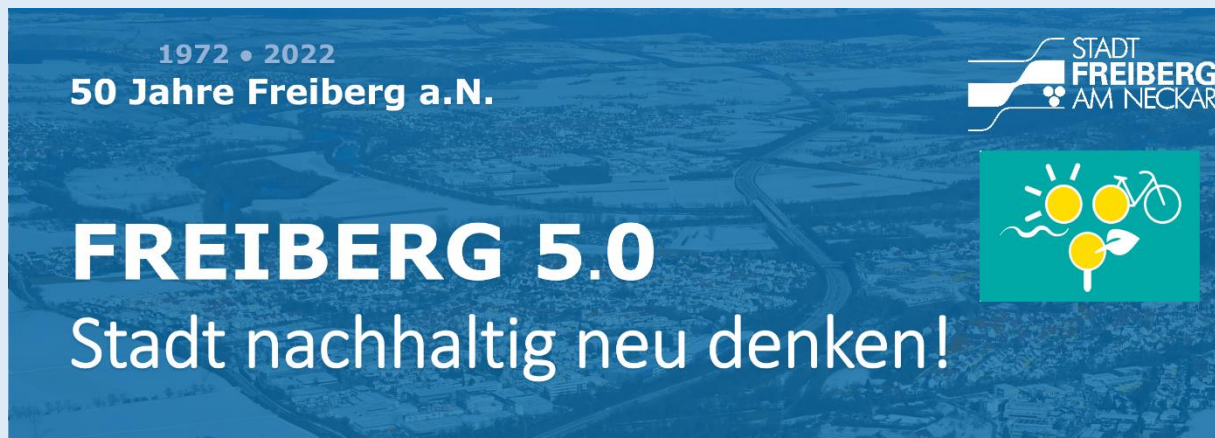 1972 • 2022
50 Jahre Freiberg a.N.
STADT
FREIBERG
AM NECKAR
FREIBERG 5.0
Stadt nachhaltig neu denken!